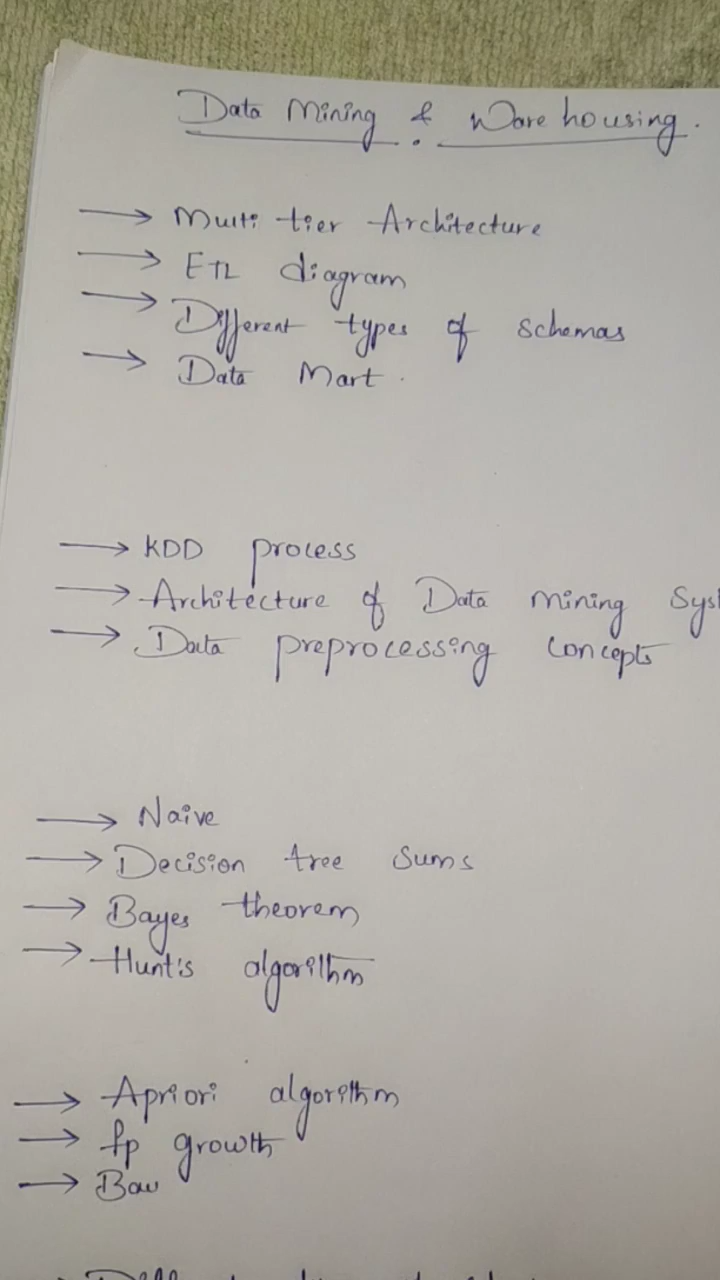 Data Mining & Ware housing.
→ Multi tier Architecture
→ ETL diagram
→ Different types of schemas
→ Data Mart.
→ KDD process
→ Architecture of Data mining
→ Data preprocessing concepts
→ Naive
→ Decision tree sums
→ Bayes theorem
→ Hunt's algorithm
→ Apriori algorithm
→ fp growth